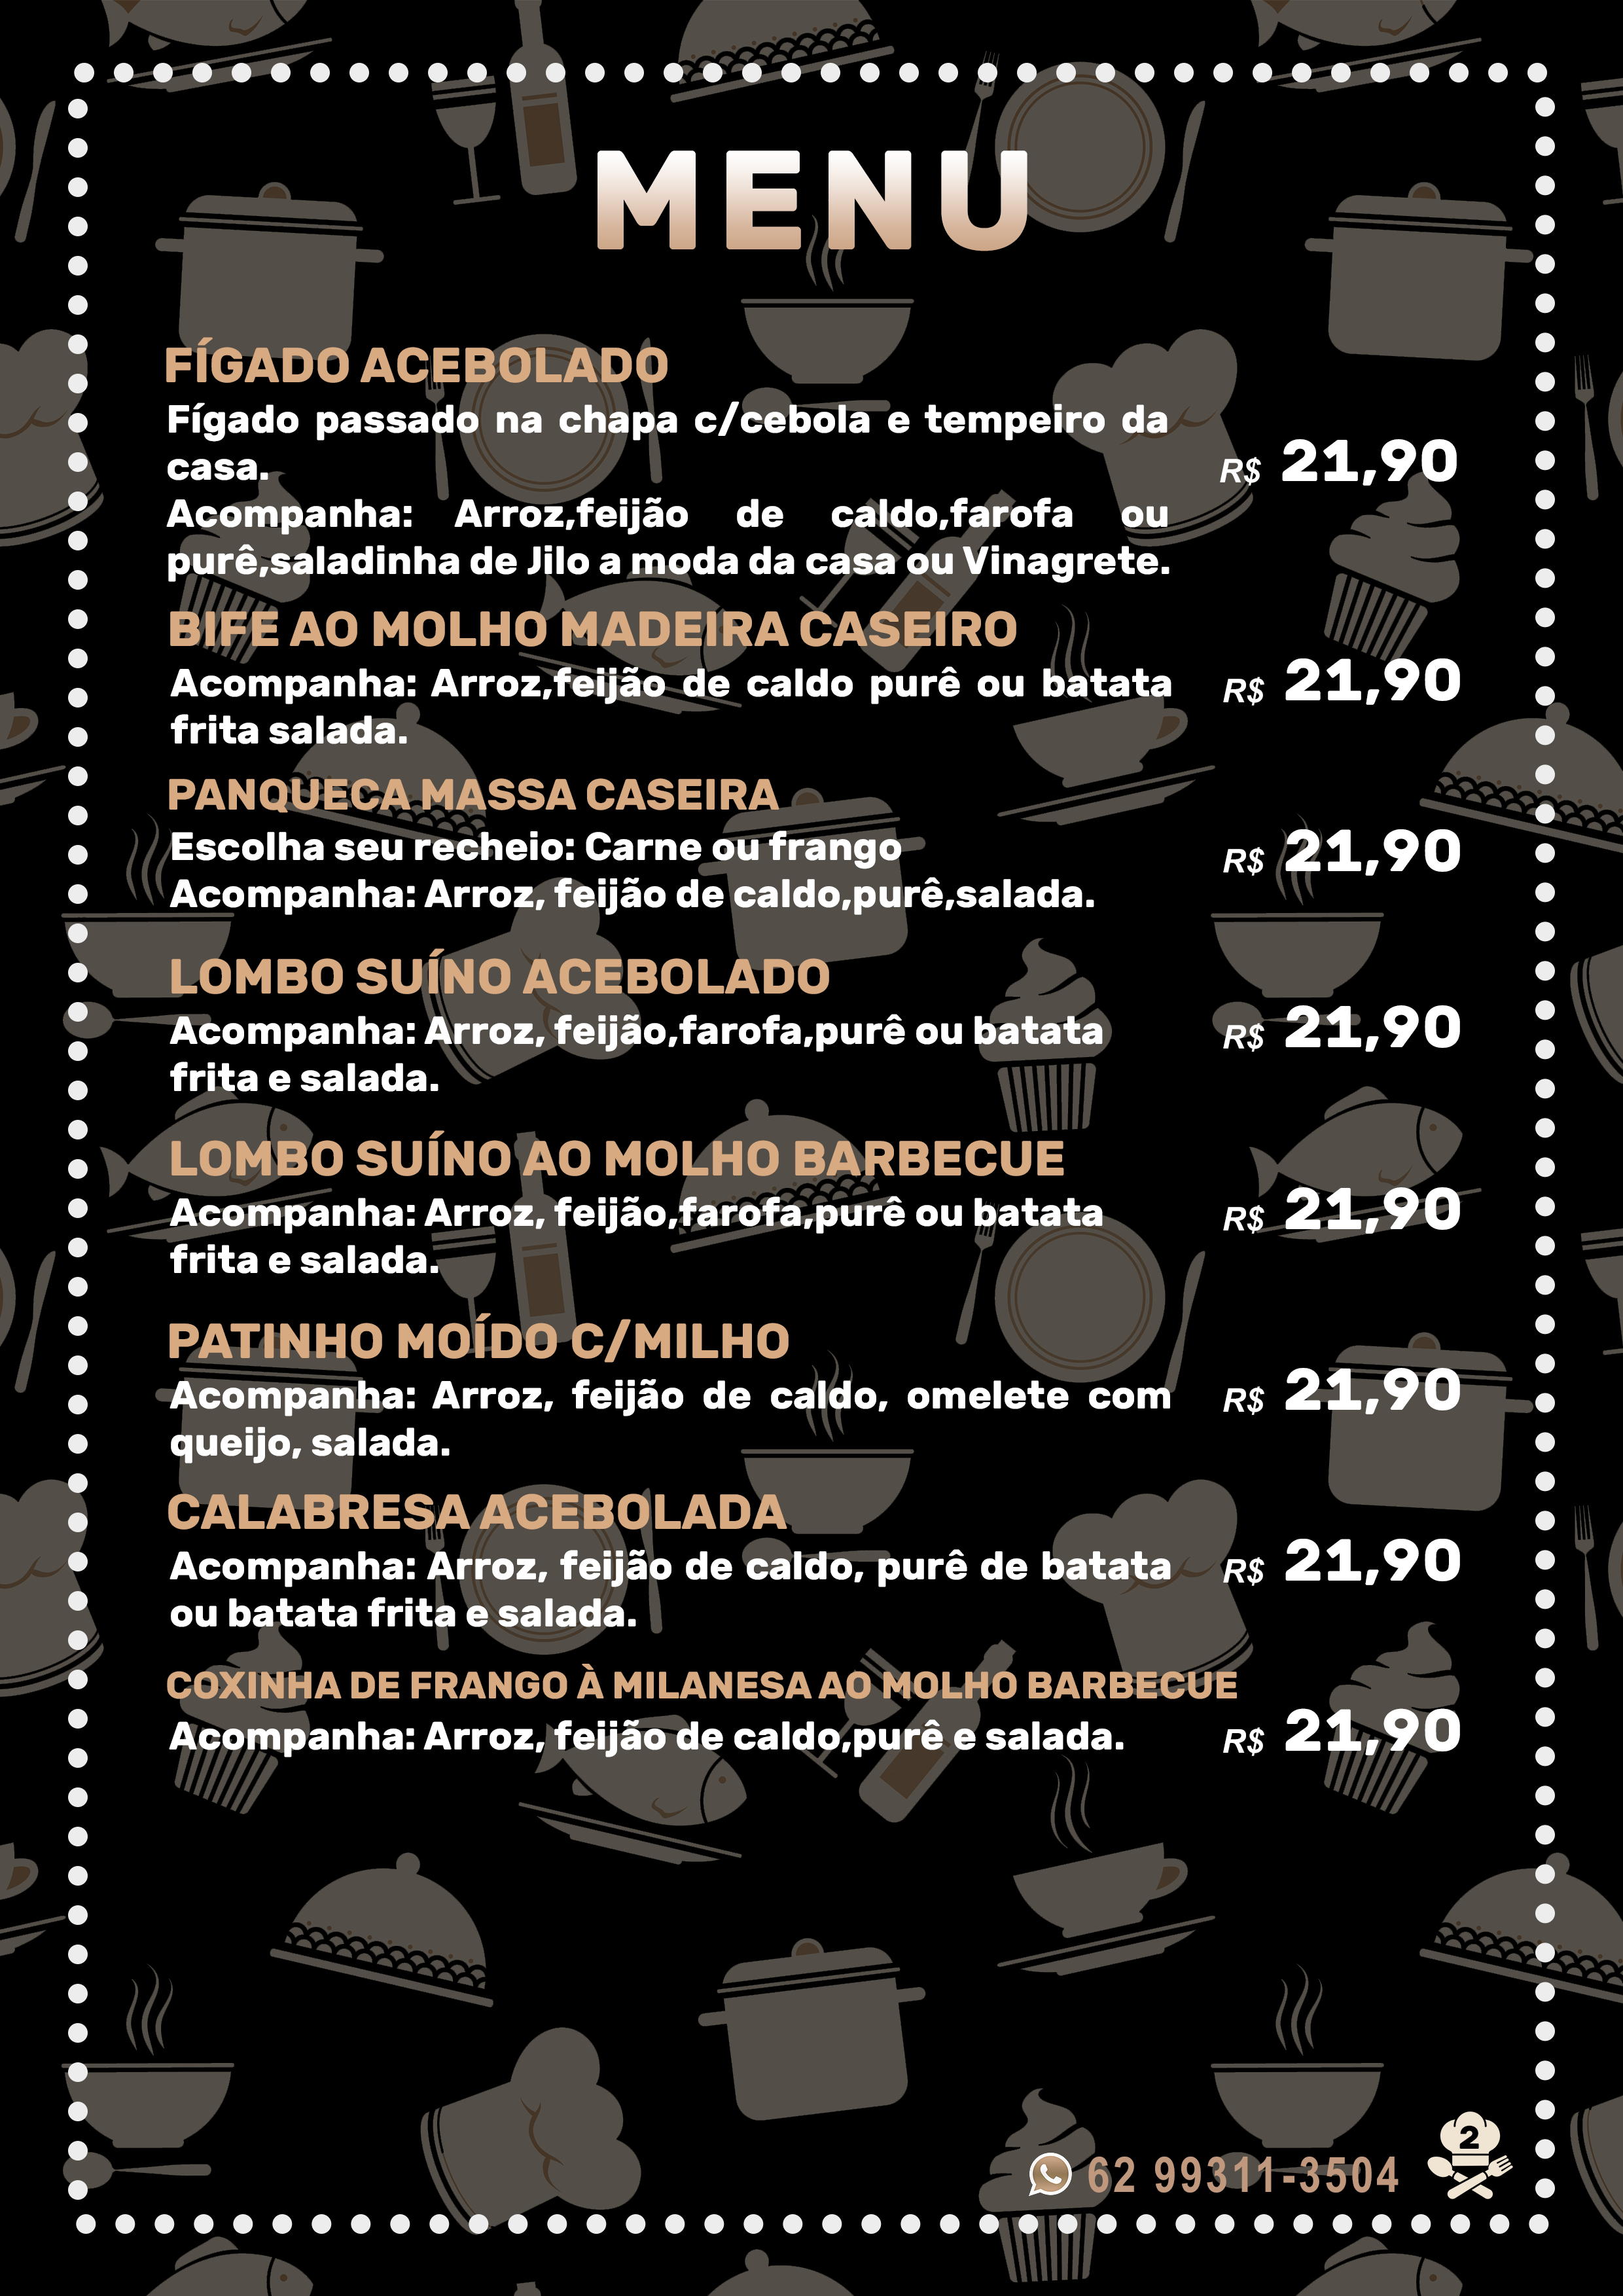 MENU
FÍGADO ACEBOLADO
Fígado passado na chapa c/cebola e tempeiro da
casa.
R$ 21,90
Acompanha: Arroz,feijão de caldo,farofa ou
purê,saladinha de Jilo a moda da casa ou Vinagrete.
BIFE AO MOLHO MADEIRA CASEIRO
Acompanha: Arroz,feijão de caldo purê ou batata
R$ 21,90
frita salada.
PANQUECA MASSA CASEIRA
Escolha seu recheio: Carne ou frango
R$ 21,90
Acompanha: Arroz, feijão de caldo,purê,salada.
LOMBO SUÍNO ACEBOLADO
Acompanha: Arroz, feijão,farofa,purê ou batata
R$ 21,90
frita e salada.
LOMBO SUÍNO AO MOLHO BARBECUE
Acompanha: Arroz, feijão,farofa,purê ou batata
R$ 21,90
frita e salada.
PATINHO MOÍDO C/MILHO
Acompanha: Arroz, feijão de caldo, omelete com
R$ 21,90
queijo, salada.
CALABRESA ACEBOLADA
Acompanha: Arroz, feijão de caldo, purê de batata
R$ 21,90
ou batata frita e salada.
COXINHA DE FRANGO À MILANESA AO MOLHO BARBECUE
Acompanha: Arroz, feijão de caldo,purê e salada.
R$ 21,90
62 99311-3504
2